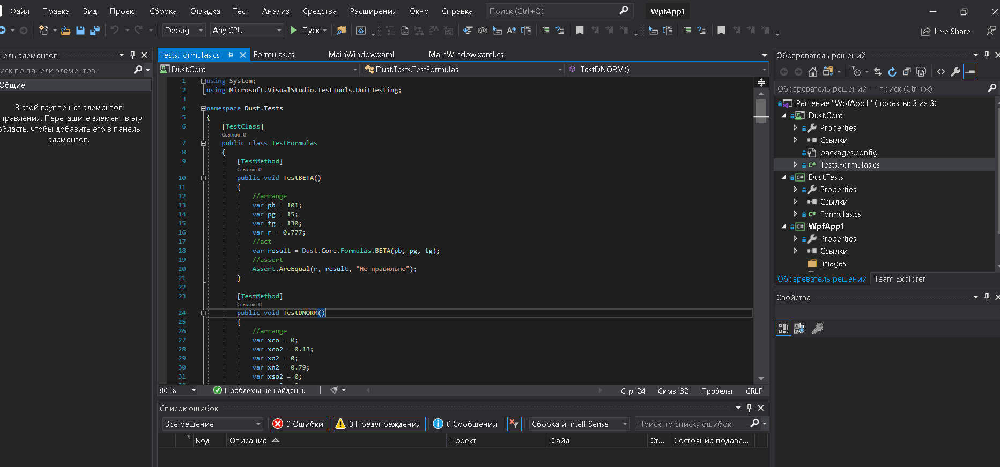 Файл Правка Вид Проект Сборка Отладка Тест Анализ Средства Расширения Окно Справка Поиск (Ctrl+Q) WpfApp1
Debug Any CPU Пуск Live Share
нель элементов
иск по панели элементов
Общие
В этой группе нет элементов
правления. Перетащите элемент в эту
область, чтобы добавить его в панель
элементов.
Tests.Formulas.cs Formulas.cs MainWindow.xaml MainWindow.xaml.cs
Dust.Core Dust.Tests.TestFormulas TestDNORM()
1 using System;
2 using Microsoft.VisualStudio.TestTools.UnitTesting;
3
4 namespace Dust.Tests
5 {
6 [TestClass]
Ссылок: 0
7 public class TestFormulas
8 {
9 [TestMethod]
Ссылок: 0
10 public void TestBETA()
11 {
12 //arrange
13 var pb = 101;
14 var pg = 15;
15 var tg = 130;
16 var r = 0.777;
17 //act
18 var result = Dust.Core.Formulas.BETA(pb, pg, tg);
19 //assert
20 Assert.AreEqual(r, result, "Не правильно");
21 }
22
23 [TestMethod]
Ссылок: 0
24 public void TestDNORM()
25 {
26 //arrange
27 var xco = 0;
28 var xco2 = 0.13;
29 var xo2 = 0;
30 var xn2 = 0.79;
31 var xso2 = 0;
80 % Проблемы не найдены. Стр: 24 Симв: 32 Пробелы CRLF
Список ошибок
Все решение 0 Ошибки 0 Предупреждения 0 Сообщения Сборка и IntelliSense Поиск по списку ошибок
Код Описание Проект Файл Ст... Состояние подавл...
Обозреватель решений
Обозреватель решений — поиск (Ctrl+ж)
Решение "WpfApp1" (проекты: 3 из 3)
Dust.Core
Properties
Ссылки
packages.config
Tests.Formulas.cs
Dust.Tests
Properties
Ссылки
Formulas.cs
WpfApp1
Properties
Ссылки
Images
Обозреватель решений Team Explorer
Свойства